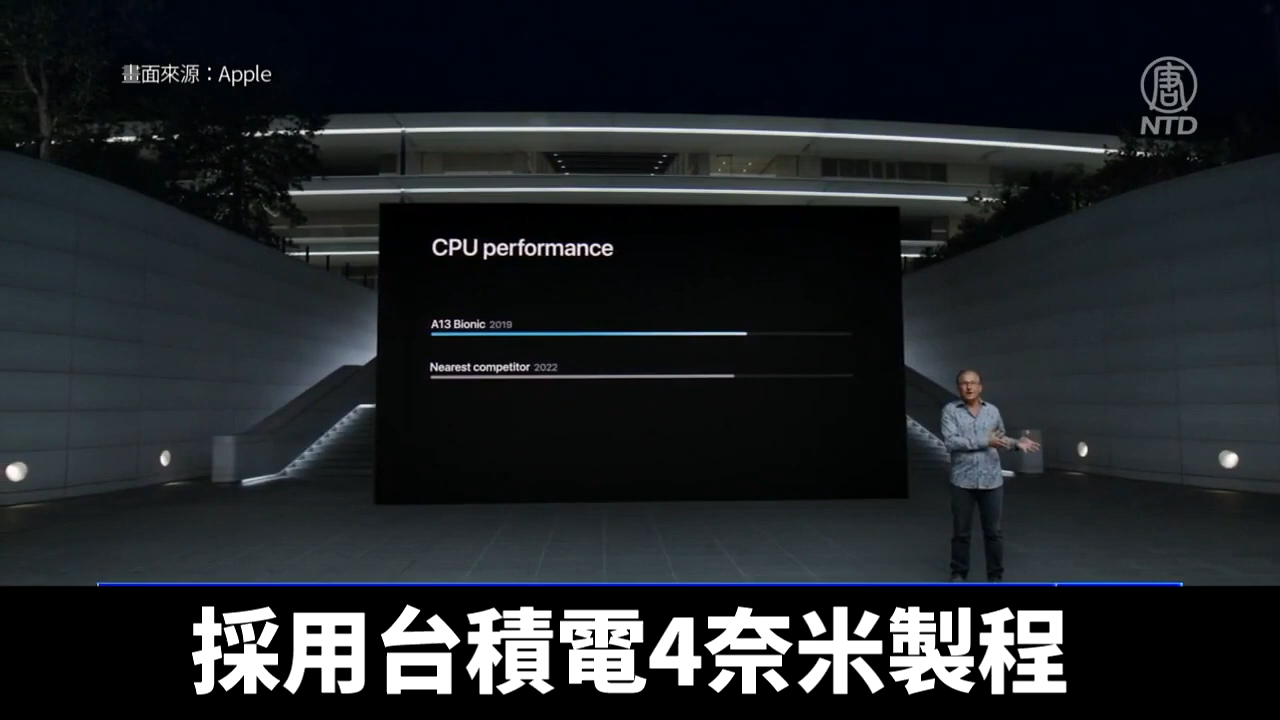 畫面來源：Apple
唐
NTD
CPU performance
A13 Bionic 2019
Nearest competitor 2022
採用台積電4奈米製程